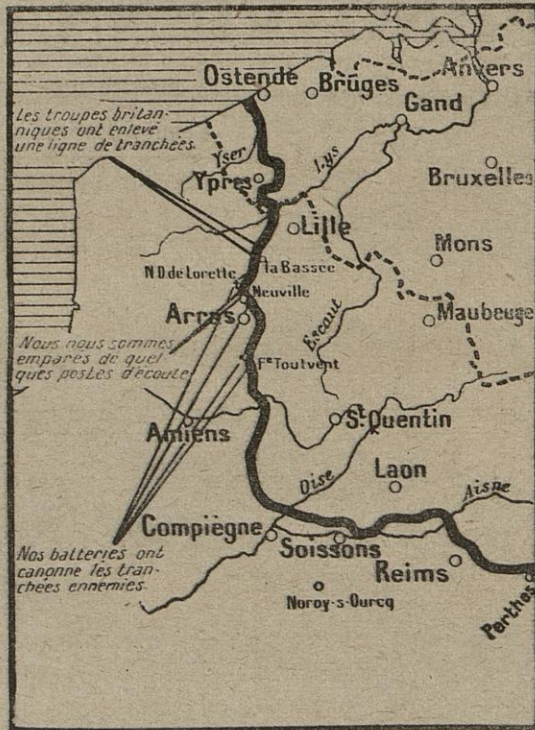 Ostende
Bruges
Anvers
Gand
Les troupes britan-
niques ont enlevé
une ligne de tranchées.
Yser
Lys
Ypres
Bruxelles
Lille
Mons
la Bassée
N.D. de Lorette
Neuville
Arras
Escaut
Maubeuge
Nous nous sommes
emparés de quel-
ques postes d'écoute
Fe Toutvent
Amiens
St Quentin
Laon
Oise
Aisne
Compiègne
Soissons
Reims
Nos batteries ont
canonné les tran-
chées ennemies.
Noroy-s-Ourcq
Perthes